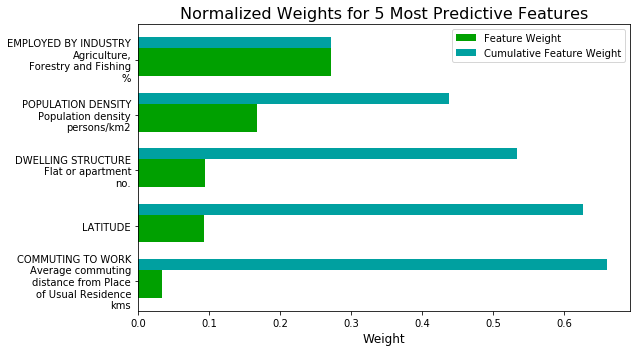 Normalized Weights for 5 Most Predictive Features
EMPLOYED BY INDUSTRY
Agriculture,
Forestry and Fishing
%
POPULATION DENSITY
Population density
persons/km2
DWELLING STRUCTURE
Flat or apartment
no.
LATITUDE
COMMUTING TO WORK
Average commuting
distance from Place
of Usual Residence
kms
Feature Weight
Cumulative Feature Weight
0.0 0.1 0.2 0.3 0.4 0.5 0.6
Weight